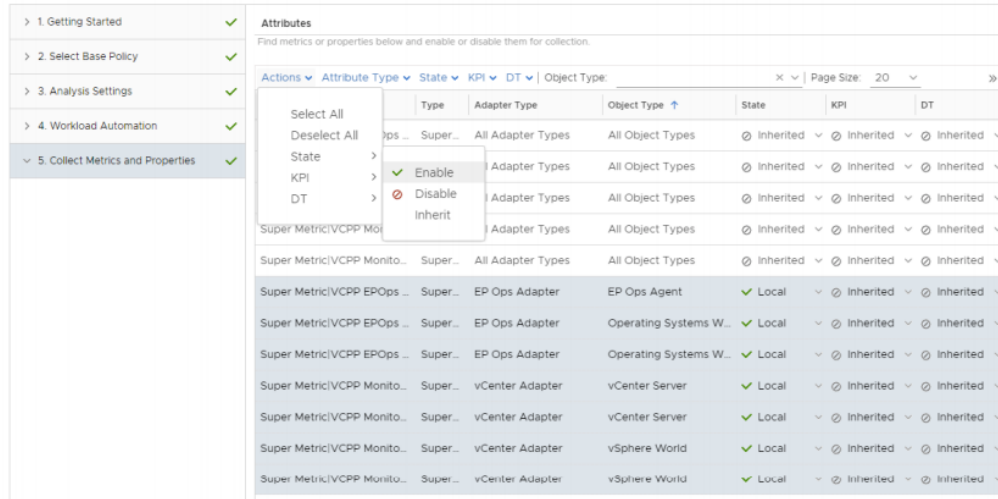 > 1. Getting Started
> 2. Select Base Policy
> 3. Analysis Settings
> 4. Workload Automation
5. Collect Metrics and Properties
Attributes
Find metrics or properties below and enable or disable them for collection.
Actions Attribute Type State KPI DT | Object Type: Page Size: 20 »
Type Adapter Type Object Type ↑ State KPI DT
Super... All Adapter Types All Object Types Inherited Inherited Inherited
Adapter Types All Object Types Inherited Inherited Inherited
Adapter Types All Object Types Inherited Inherited Inherited
Super Metric|VCPP Mo Adapter Types All Object Types Inherited Inherited Inherited
Super Metric|VCPP Monito... Super... All Adapter Types All Object Types Inherited Inherited Inherited
Super Metric|VCPP EPOps ... Super... EP Ops Adapter EP Ops Agent Local Inherited Inherited
Super Metric|VCPP EPOps ... Super... EP Ops Adapter Operating Systems W... Local Inherited Inherited
Super Metric|VCPP EPOps ... Super... EP Ops Adapter Operating Systems W... Local Inherited Inherited
Super Metric|VCPP Monito... Super... vCenter Adapter vCenter Server Local Inherited Inherited
Super Metric|VCPP Monito... Super... vCenter Adapter vCenter Server Local Inherited Inherited
Super Metric|VCPP Monito... Super... vCenter Adapter vSphere World Local Inherited Inherited
Super Metric|VCPP Monito... Super... vCenter Adapter vSphere World Local Inherited Inherited
Select All
Deselect All
State >
KPI >
DT >
Enable
Disable
Inherit